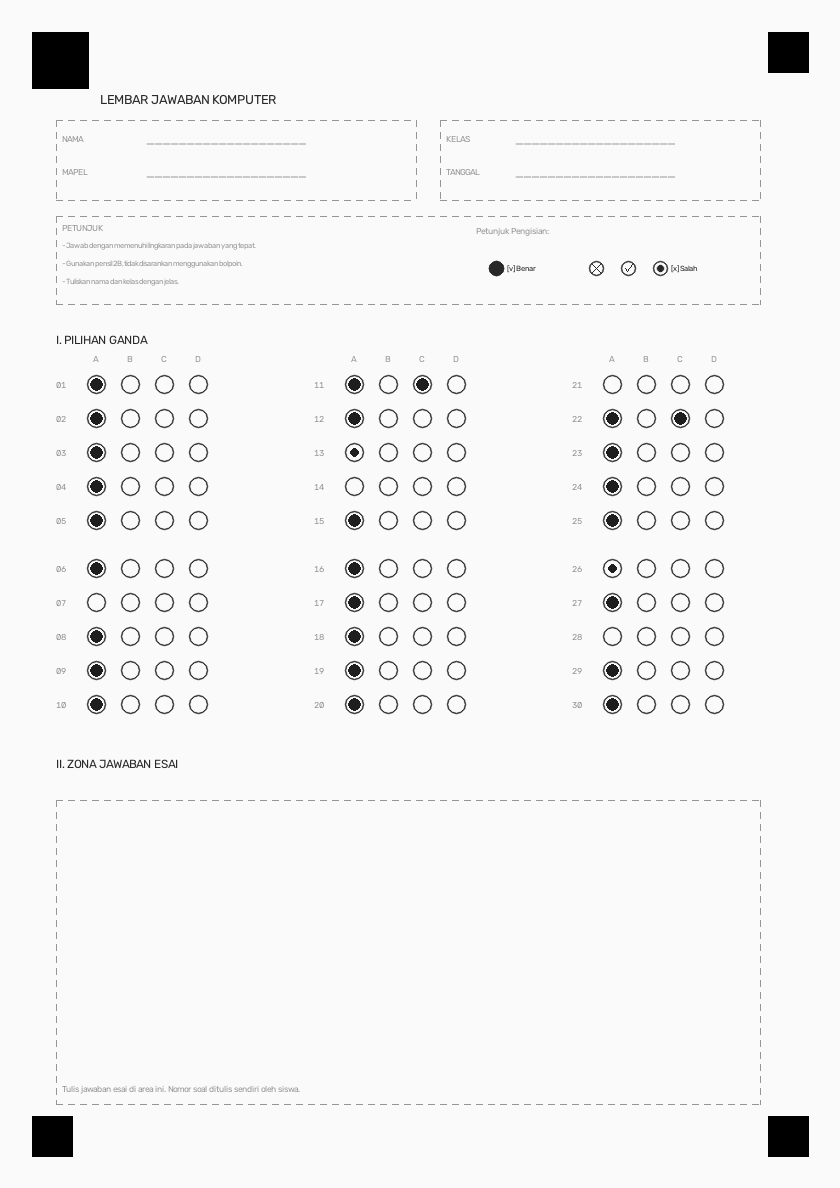 LEMBAR JAWABAN KOMPUTER
NAMA ____________________
MAPEL ____________________
KELAS ____________________
TANGGAL ____________________
PETUNJUK
- Jawab dengan memenuhi lingkaran pada jawaban yang tepat.
- Gunakan pensil 2B, tidak disarankan menggunakan bolpoin.
- Tuliskan nama dan kelas dengan jelas.
Petunjuk Pengisian:
[v] Benar [x] Salah
I. PILIHAN GANDA
A B C D
01
02
03
04
05
06
07
08
09
10
A B C D
11
12
13
14
15
16
17
18
19
20
A B C D
21
22
23
24
25
26
27
28
29
30
II. ZONA JAWABAN ESAI
Tulis jawaban esai di area ini. Nomor soal ditulis sendiri oleh siswa.